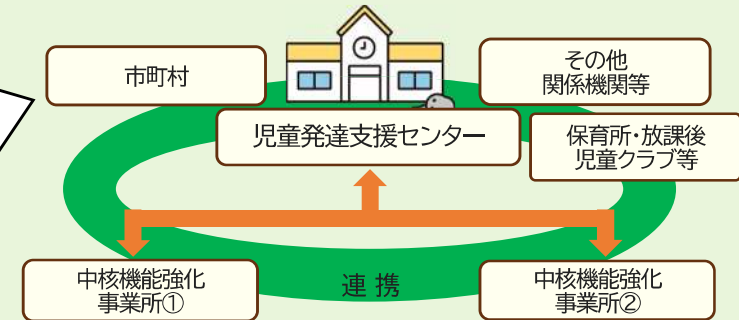 市町村
その他
関係機関等
児童発達支援センター
保育所・放課後
児童クラブ等
中核機能強化
事業所①
連携
中核機能強化
事業所②